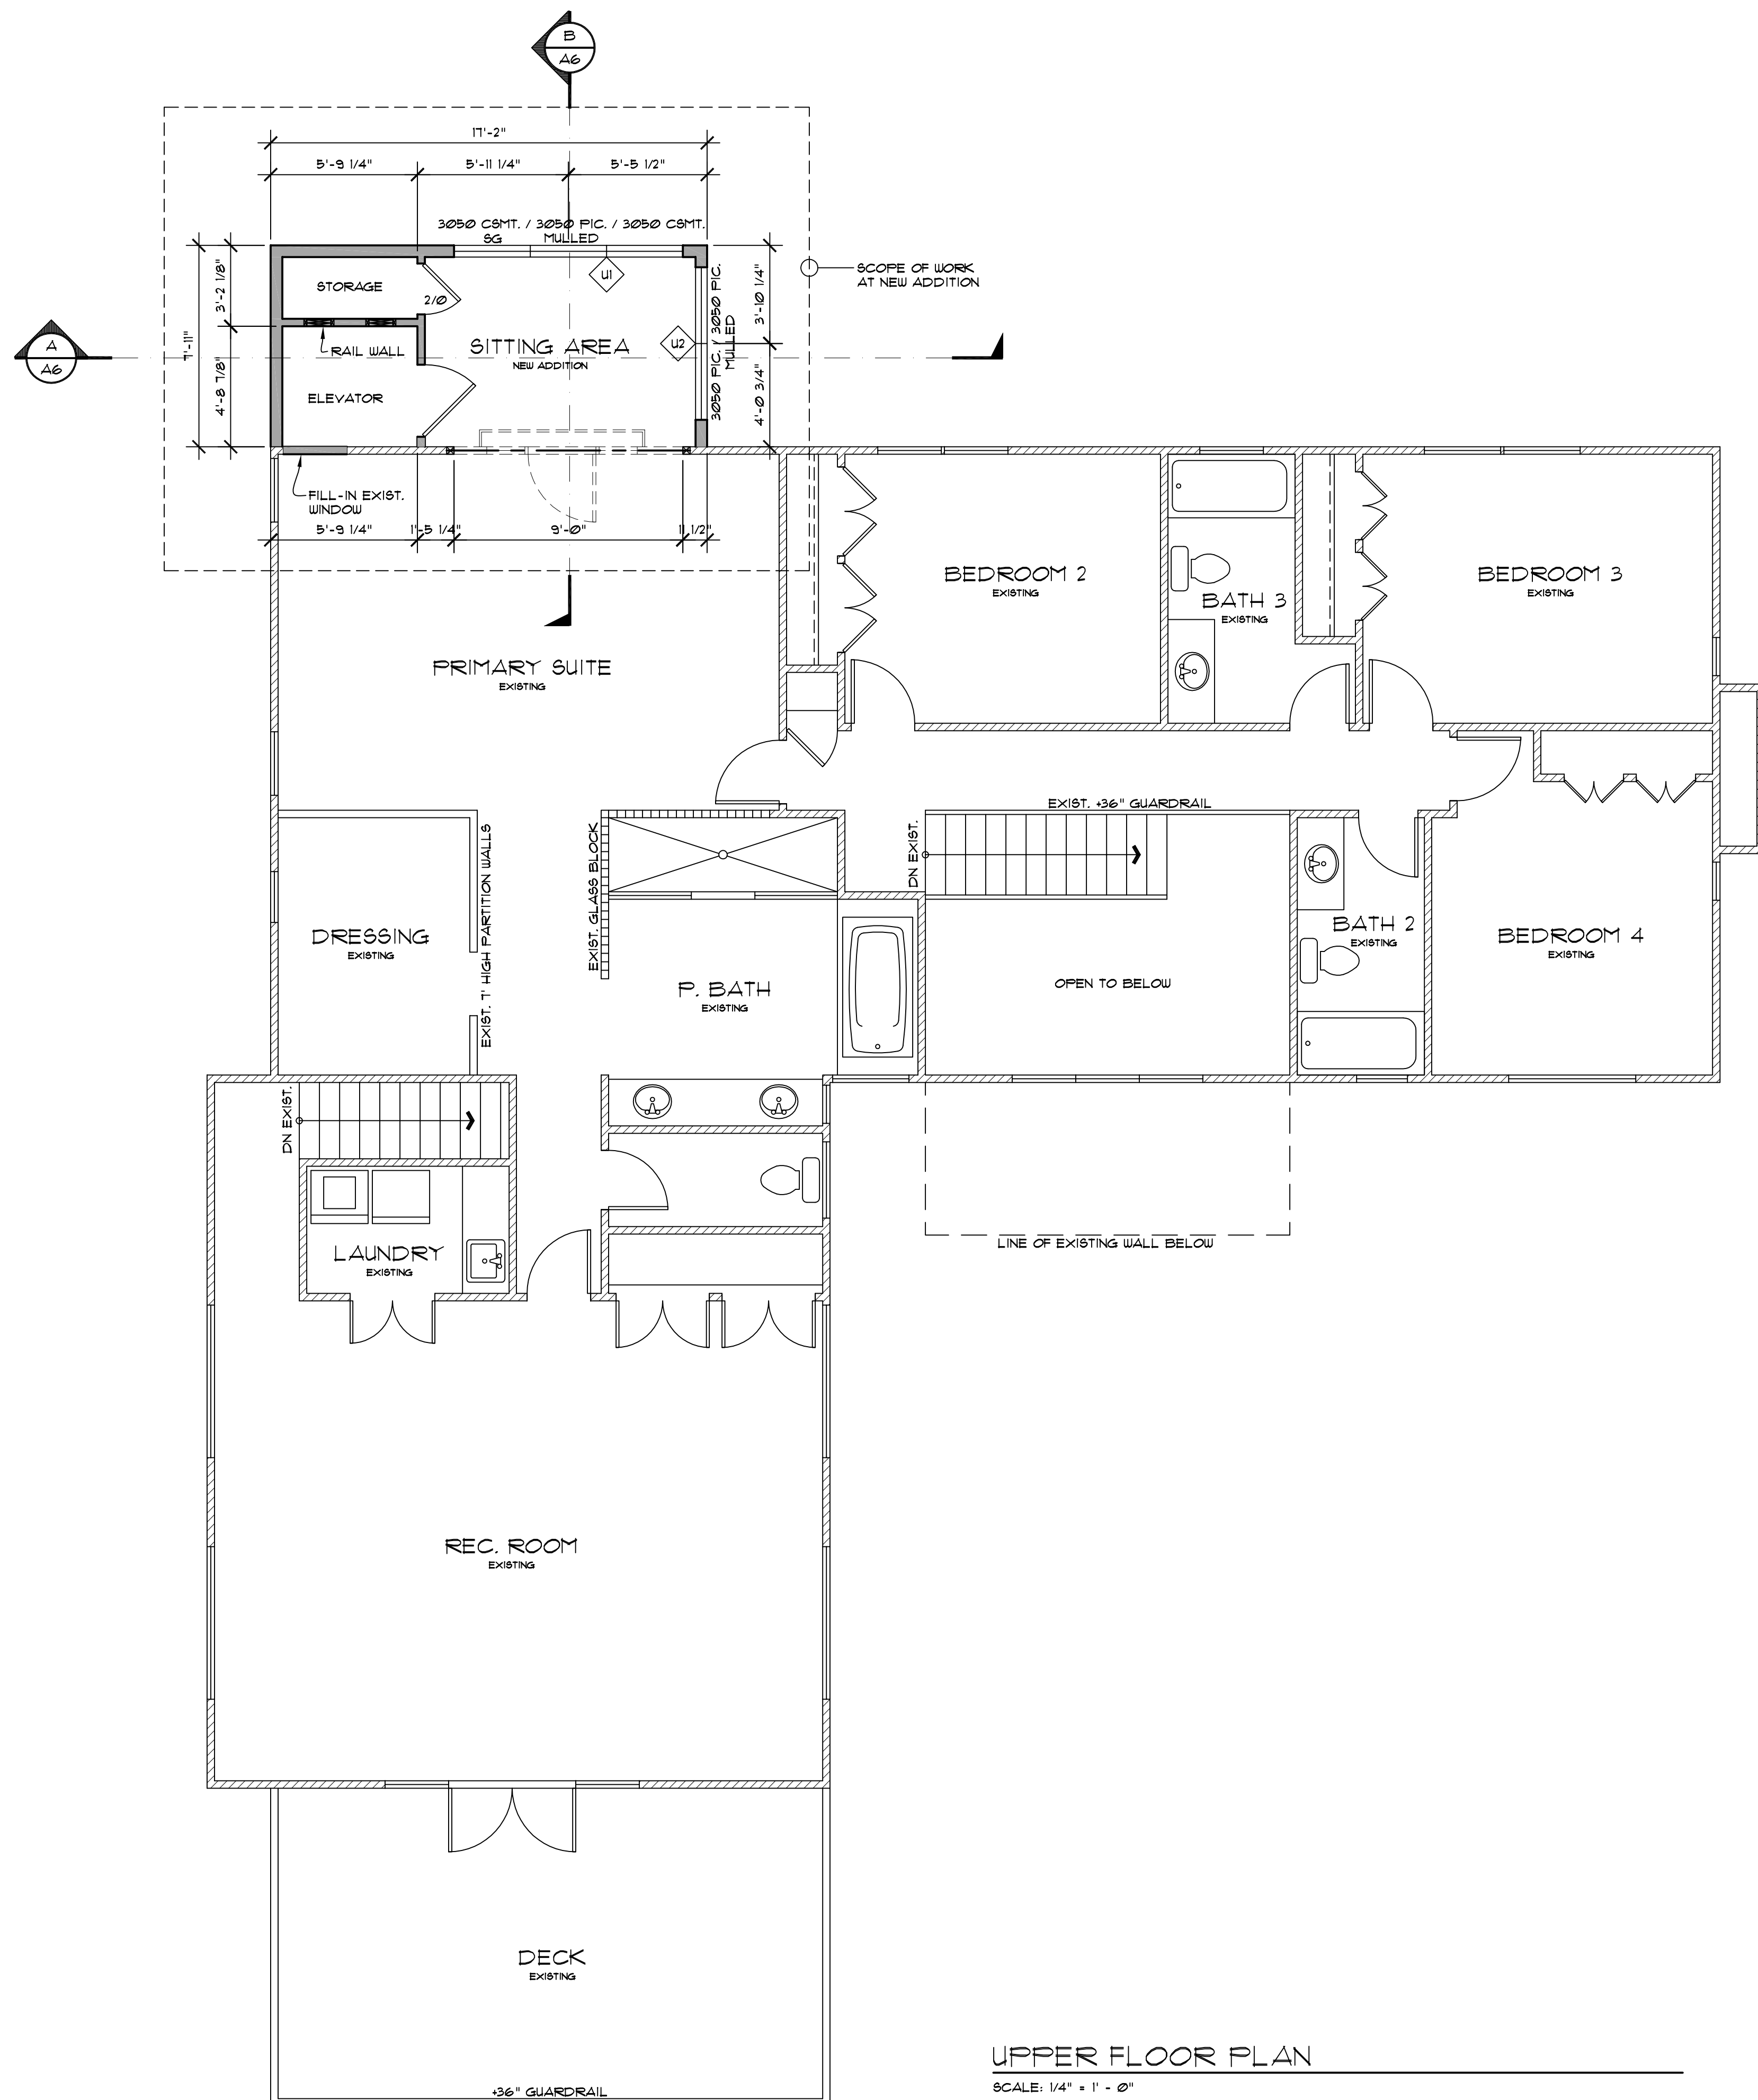 B
A6
17'-2"
5'-9 1/4"
5'-11 1/4"
5'-5 1/2"
3050 CSMT. / 3050 PIC. / 3050 CSMT.
SG
MULLED
U1
SCOPE OF WORK
AT NEW ADDITION
STORAGE
2/0
3'-2 1/8"
7'-11"
4'-8 7/8"
3'-10 1/4"
4'-0 3/4"
3050 PIC. / 3050 PIC.
MULLED
U2
A
A6
RAIL WALL
SITTING AREA
NEW ADDITION
ELEVATOR
FILL-IN EXIST.
WINDOW
5'-9 1/4"
1'-5 1/4"
9'-0"
11 1/2"
BEDROOM 2
EXISTING
BATH 3
EXISTING
BEDROOM 3
EXISTING
PRIMARY SUITE
EXISTING
EXIST. +36" GUARDRAIL
DN EXIST.
EXIST. 7' HIGH PARTITION WALLS
EXIST. GLASS BLOCK
DRESSING
EXISTING
P. BATH
EXISTING
OPEN TO BELOW
BATH 2
EXISTING
BEDROOM 4
EXISTING
DN EXIST.
LAUNDRY
EXISTING
LINE OF EXISTING WALL BELOW
REC. ROOM
EXISTING
DECK
EXISTING
+36" GUARDRAIL
UPPER FLOOR PLAN
SCALE: 1/4" = 1' - 0"